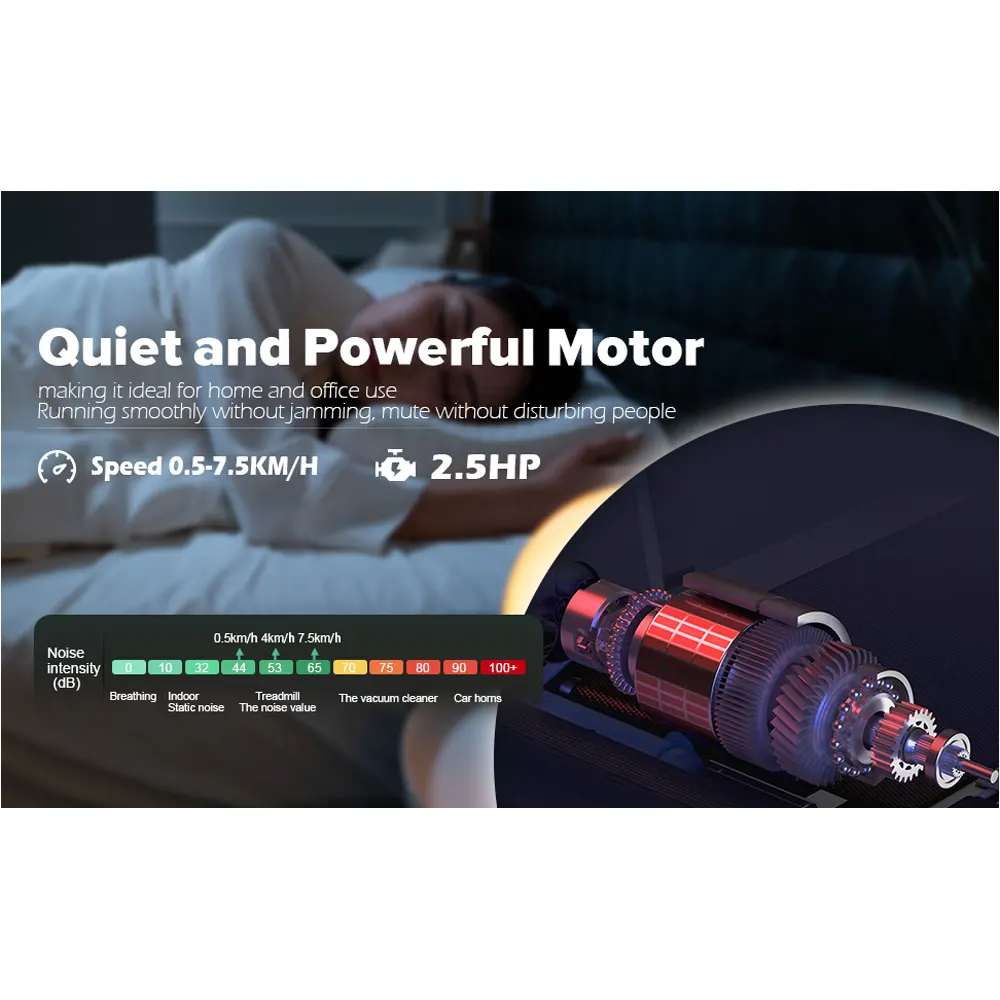 Quiet and Powerful Motor
making it ideal for home and office use
Running smoothly without jamming, mute without disturbing people
Speed 0.5-7.5KM/H
2.5HP
0.5km/h 4km/h 7.5km/h
Noise
intensity
(dB)
0 10 32 44 53 65 70 75 80 90 100+
Breathing Indoor Treadmill The vacuum cleaner Car horns
Static noise The noise value